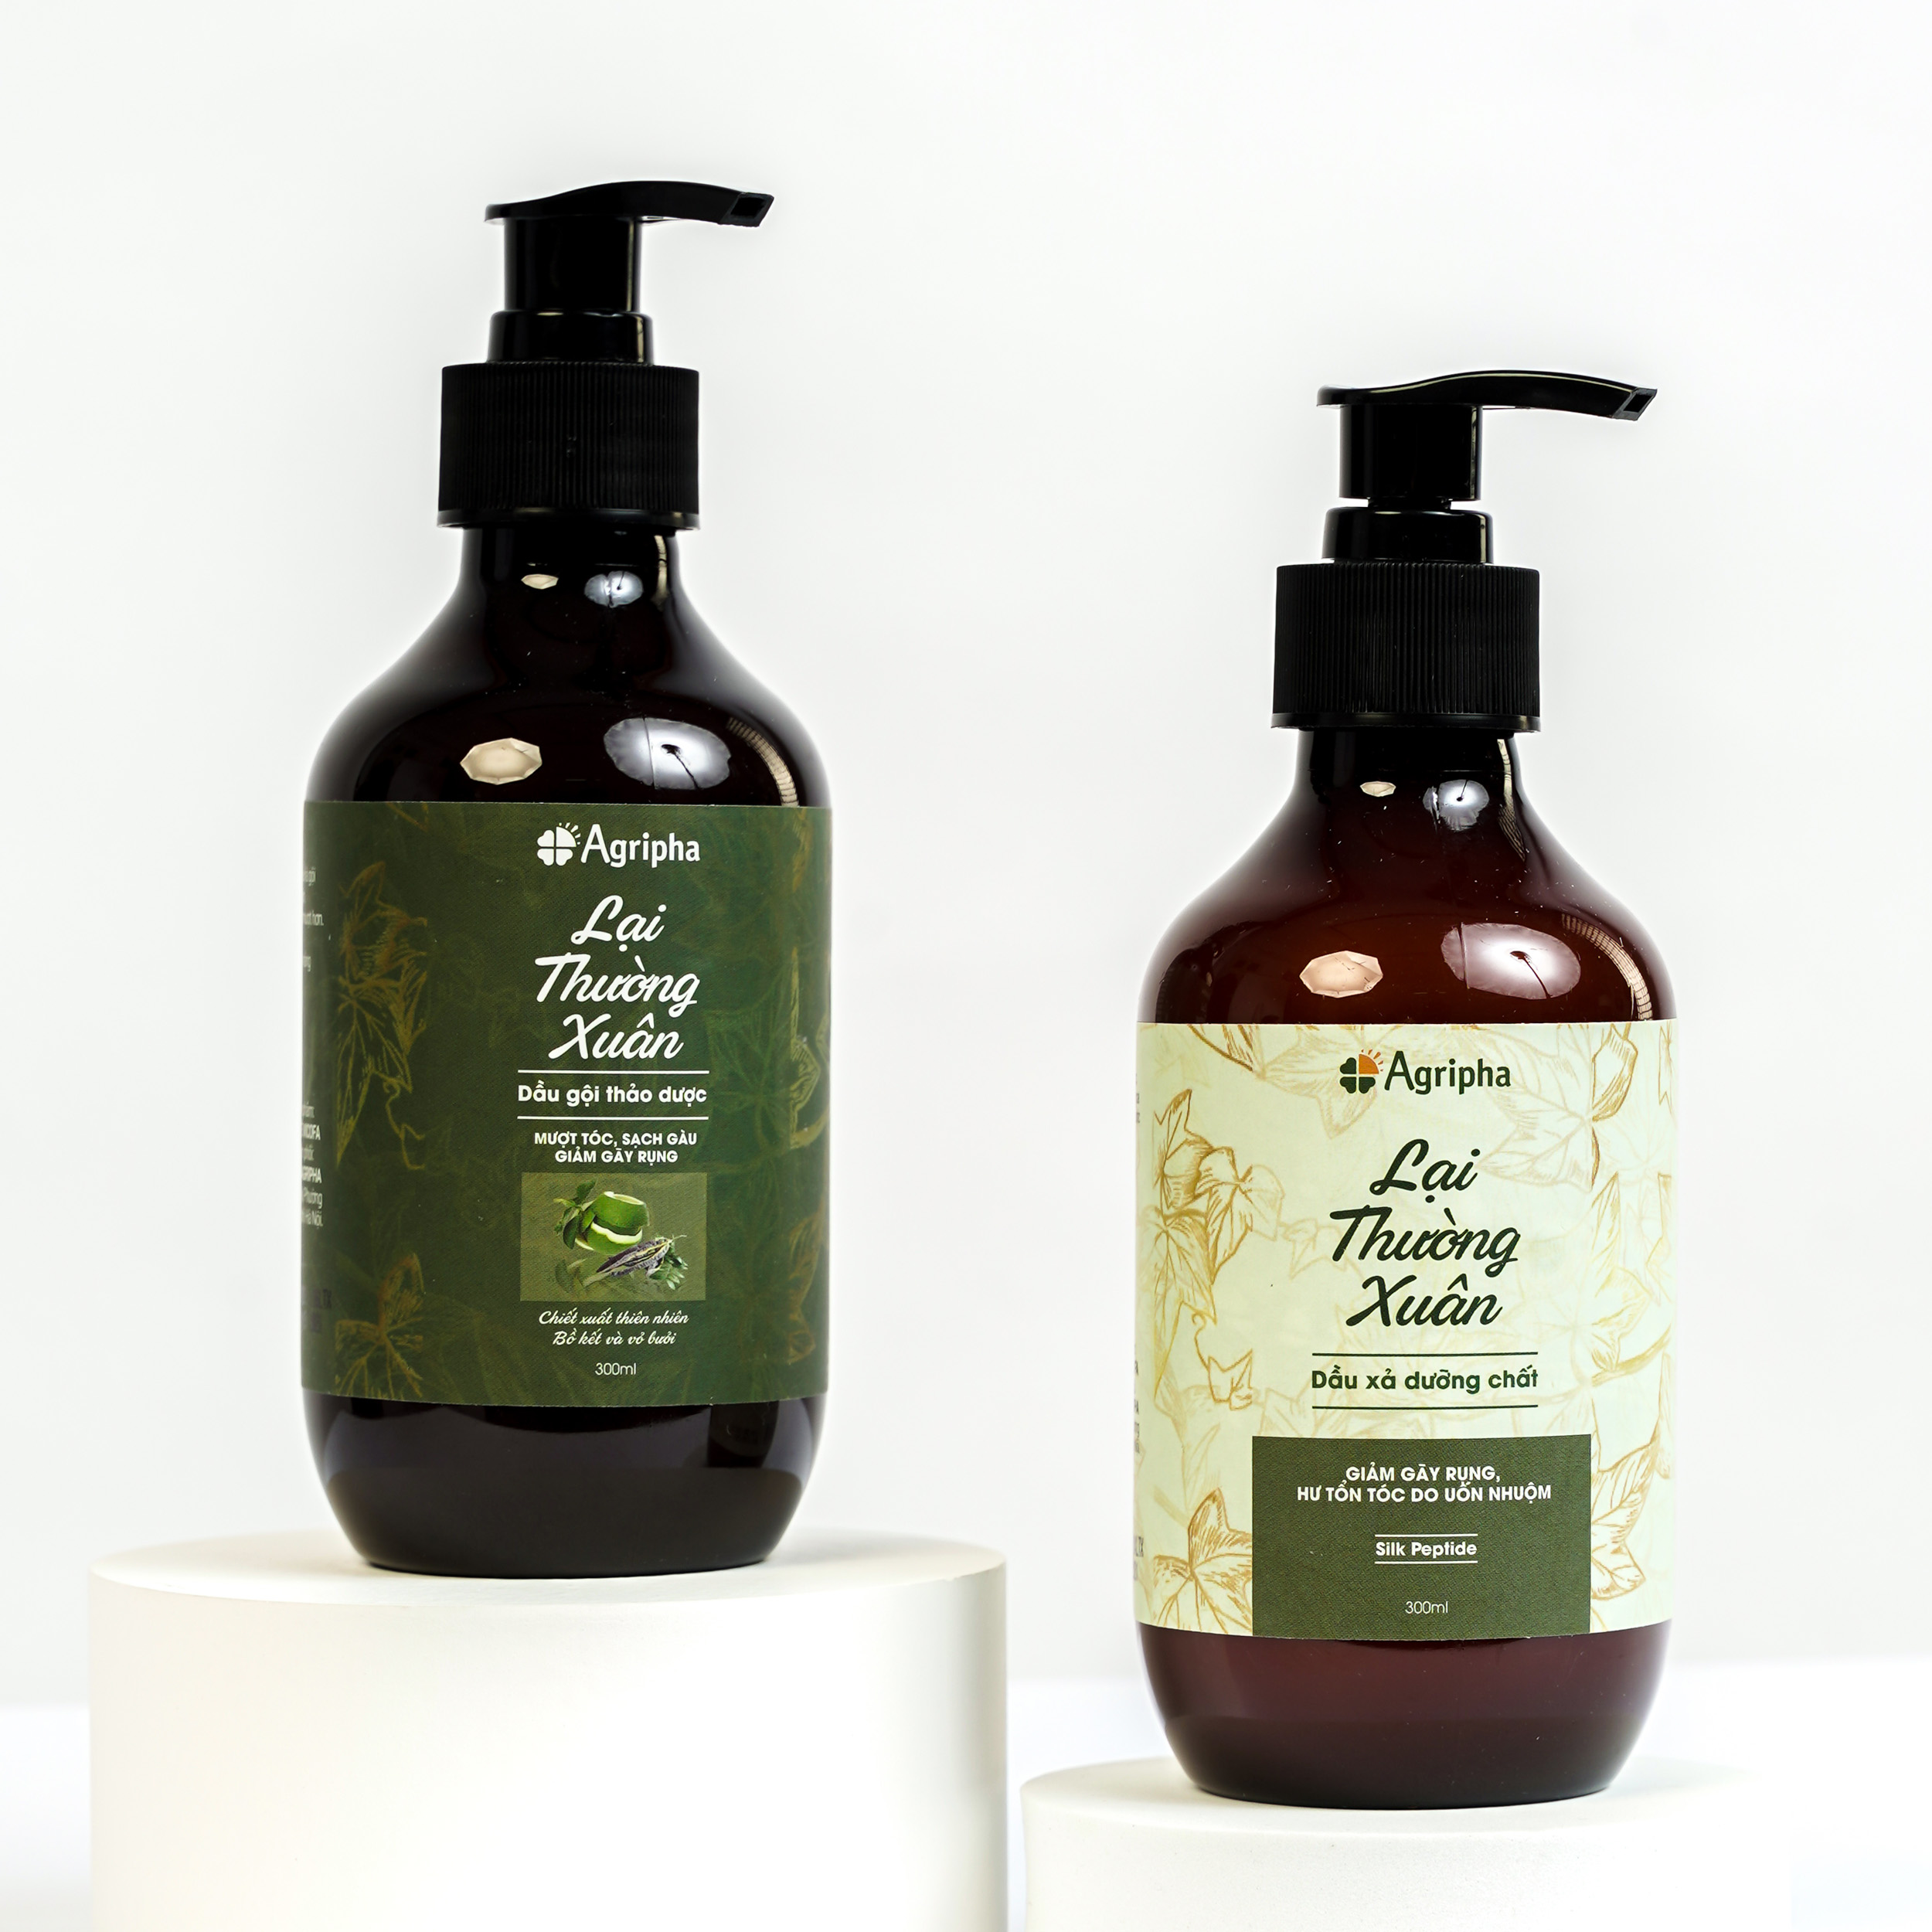 Agripha
Lại
Thường
Xuân
Dầu gội thảo dược
MƯỢT TÓC, SẠCH GÀU
GIẢM GÃY RỤNG
Chiết xuất thiên nhiên
Bồ kết và vỏ bưởi
300ml
Agripha
Lại
Thường
Xuân
Dầu xả dưỡng chất
GIẢM GÃY RỤNG,
HƯ TỔN TÓC DO UỐN NHUỘM
Silk Peptide
300ml